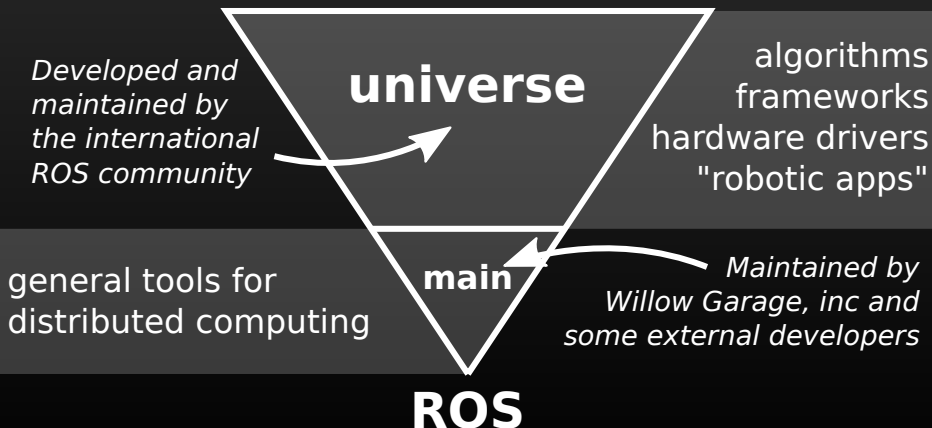 Developed and
maintained by
the international
ROS community
universe
algorithms
frameworks
hardware drivers
"robotic apps"
general tools for
distributed computing
main
Maintained by
Willow Garage, inc and
some external developers
ROS